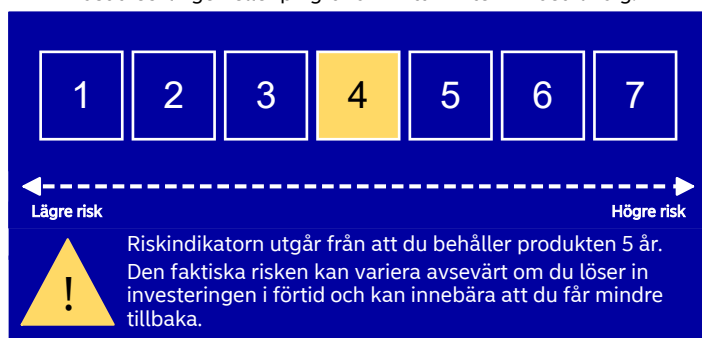 1 2 3 4 5 6 7
Lägre risk Högre risk
Riskindikatorn utgår från att du behåller produkten 5 år.
Den faktiska risken kan variera avsevärt om du löser in
investeringen i förtid och kan innebära att du får mindre
tillbaka.
!